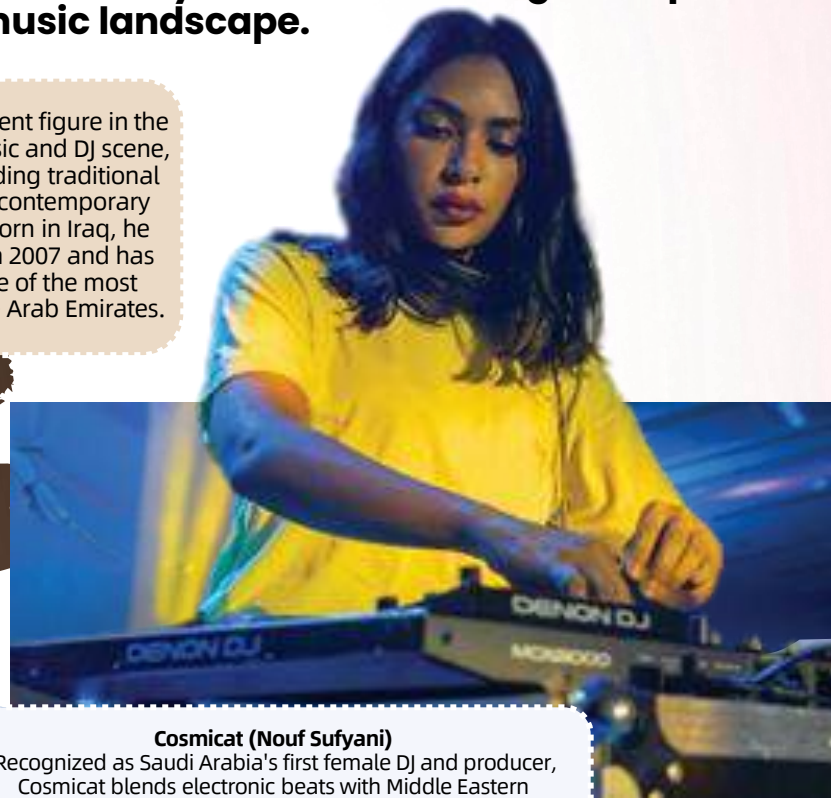 music landscape.
ent figure in the
sic and DJ scene,
ding traditional
contemporary
orn in Iraq, he
n 2007 and has
e of the most
Arab Emirates.
DENON DJ
DENON DJ
Cosmicat (Nouf Sufyani)
Recognized as Saudi Arabia's first female DJ and producer,
Cosmicat blends electronic beats with Middle Eastern